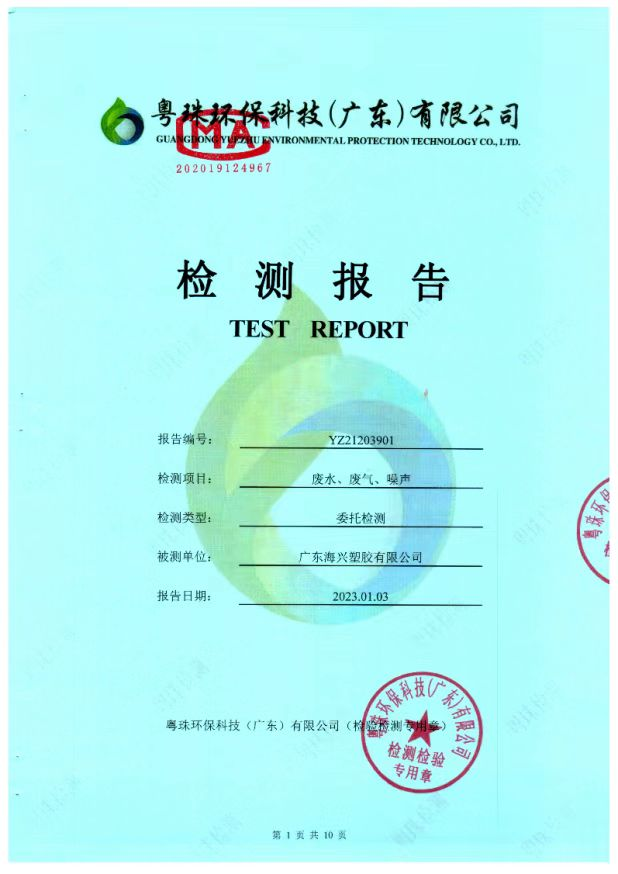 粤珠环保科技(广东)有限公司
GUANGDONG YUEZHU ENVIRONMENTAL PROTECTION TECHNOLOGY CO., LTD.
MA
202019124967
检测报告
TEST REPORT
报告编号： YZ21203901
检测项目： 废水、废气、噪声
检测类型： 委托检测
被测单位： 广东海兴塑胶有限公司
报告日期： 2023.01.03
粤珠环保
检
粤珠环保科技（广东）有限公司（检验检测专用章）
粤珠环保科技(广东)有限公司
检测检验
专用章
第 1 页 共 10 页